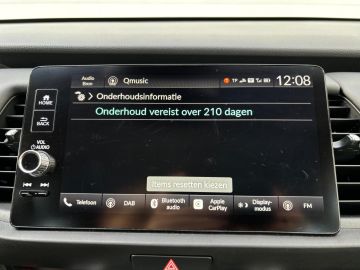 Audio
Qmusic
TP
12:08
HOME
Onderhoudsinformatie
Onderhoud vereist over 210 dagen
BACK
VOL
AUDIO
Items resetten kiezen
Telefoon
DAB
Bluetooth
audio
Apple
CarPlay
Display-
modus
FM